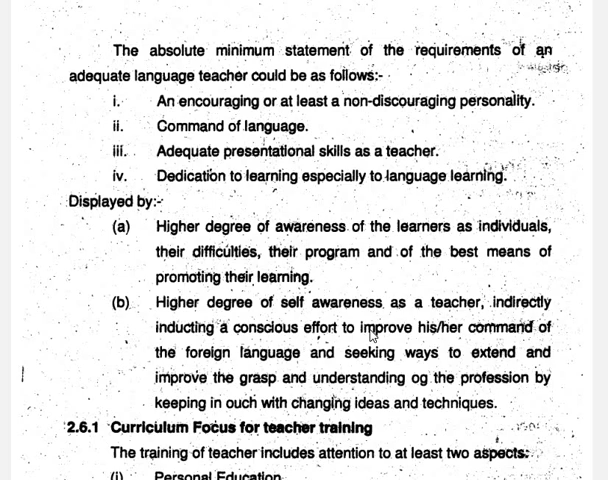 The absolute minimum statement of the requirements of an
adequate language teacher could be as follows:-
i. An encouraging or at least a non-discouraging personality.
ii. Command of language.
iii. Adequate presentational skills as a teacher.
iv. Dedication to learning especially to language learning.
Displayed by:-
(a) Higher degree of awareness of the learners as individuals,
their difficulties, their program and of the best means of
promoting their learning.
(b) Higher degree of self awareness as a teacher, indirectly
inducting a conscious effort to improve his/her command of
the foreign language and seeking ways to extend and
improve the grasp and understanding og the profession by
keeping in ouch with changing ideas and techniques.
2.6.1 Curriculum Focus for teacher training
The training of teacher includes attention to at least two aspects:
(i) Personal Education